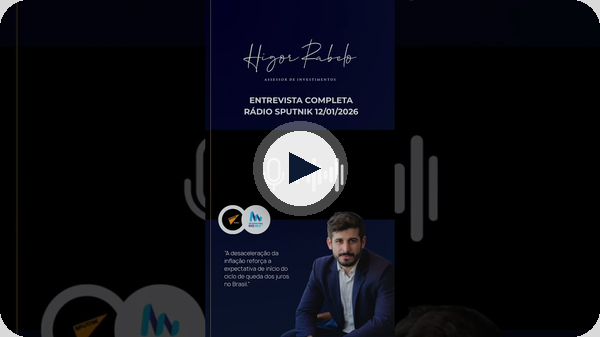 Higor Rabelo
ASSESSOR DE INVESTIMENTOS
ENTREVISTA COMPLETA
RÁDIO SPUTNIK 12/01/2026
"A desaceleração da
inflação reforça a
expectativa de início do
ciclo de queda dos juros
no Brasil."
SPUTNIK